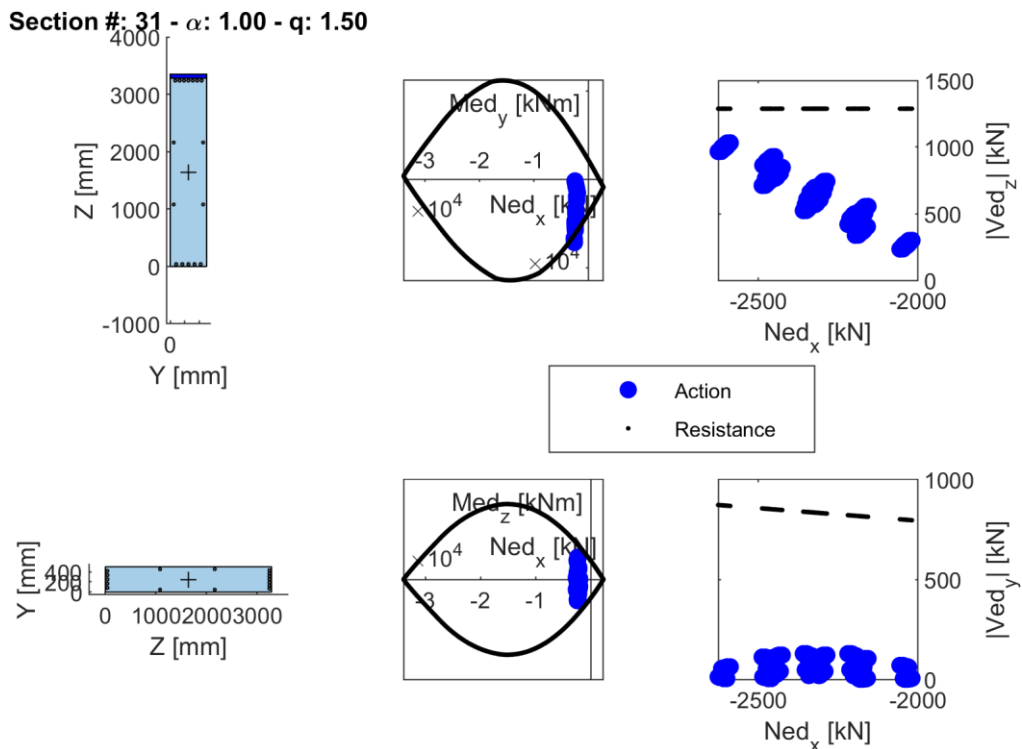 Section #: 31 - α: 1.00 - q: 1.50
4000
3000
2000
1000
0
-1000
Z [mm]
0
Y [mm]
Med_y [kNm]
-3 -2 -1
Ned_x [kN]
×10^4
×10^4
1500
1000
500
0
|Ved_z| [kN]
-2500 -2000
Ned_x [kN]
Action
Resistance
400
200
0
Y [mm]
0 1000 2000 3000
Z [mm]
Med_z [kNm]
Ned_x [kN]
×10^4
-3 -2 -1
1000
500
0
|Ved_y| [kN]
-2500 -2000
Ned_x [kN]